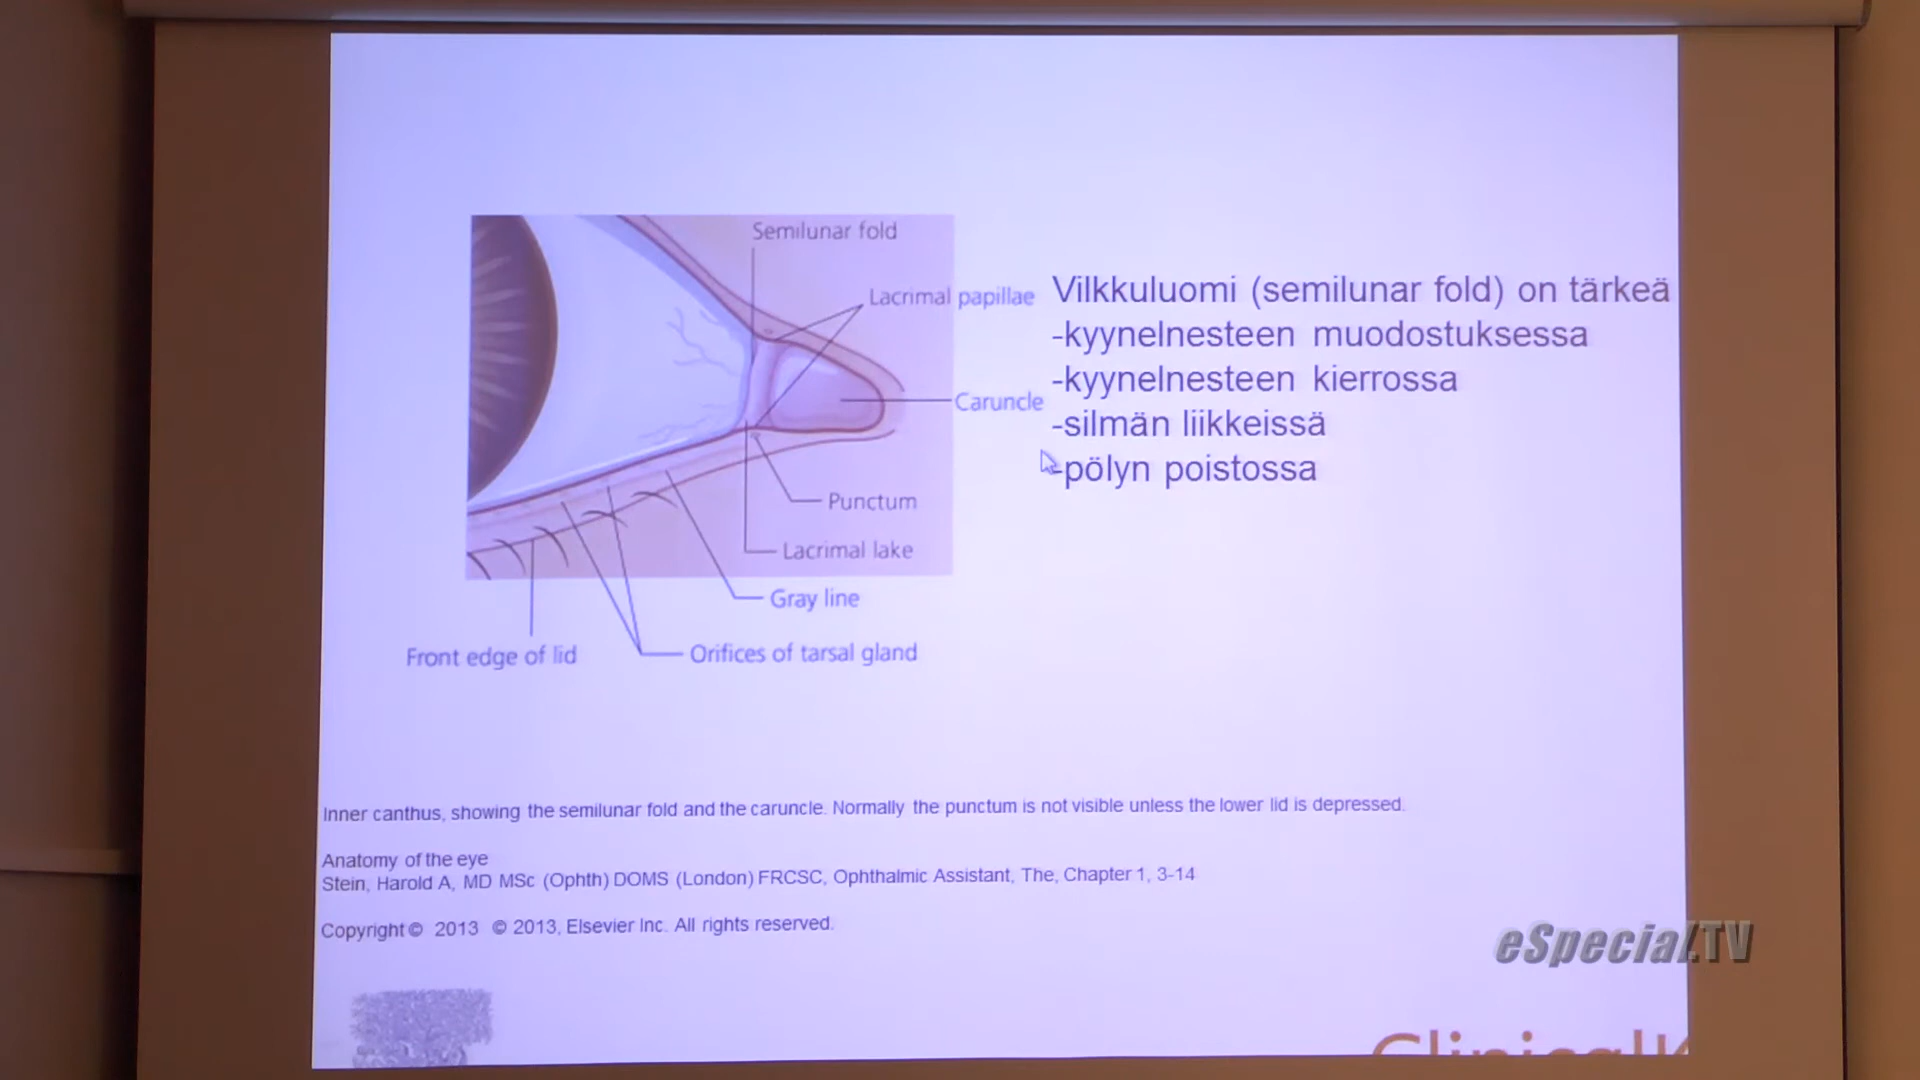 Semilunar fold
Lacrimal papillae
Caruncle
Punctum
Lacrimal lake
Gray line
Orifices of tarsal gland
Front edge of lid
Vilkkuluomi (semilunar fold) on tärkeä
-kyynelnesteen muodostuksessa
-kyynelnesteen kierrossa
-silmän liikkeissä
-pölyn poistossa
Inner canthus, showing the semilunar fold and the caruncle. Normally the punctum is not visible unless the lower lid is depressed.
Anatomy of the eye
Stein, Harold A, MD MSc (Ophth) DOMS (London) FRCSC, Ophthalmic Assistant, The, Chapter 1, 3-14
Copyright © 2013 © 2013, Elsevier Inc. All rights reserved.
eSpecial.TV